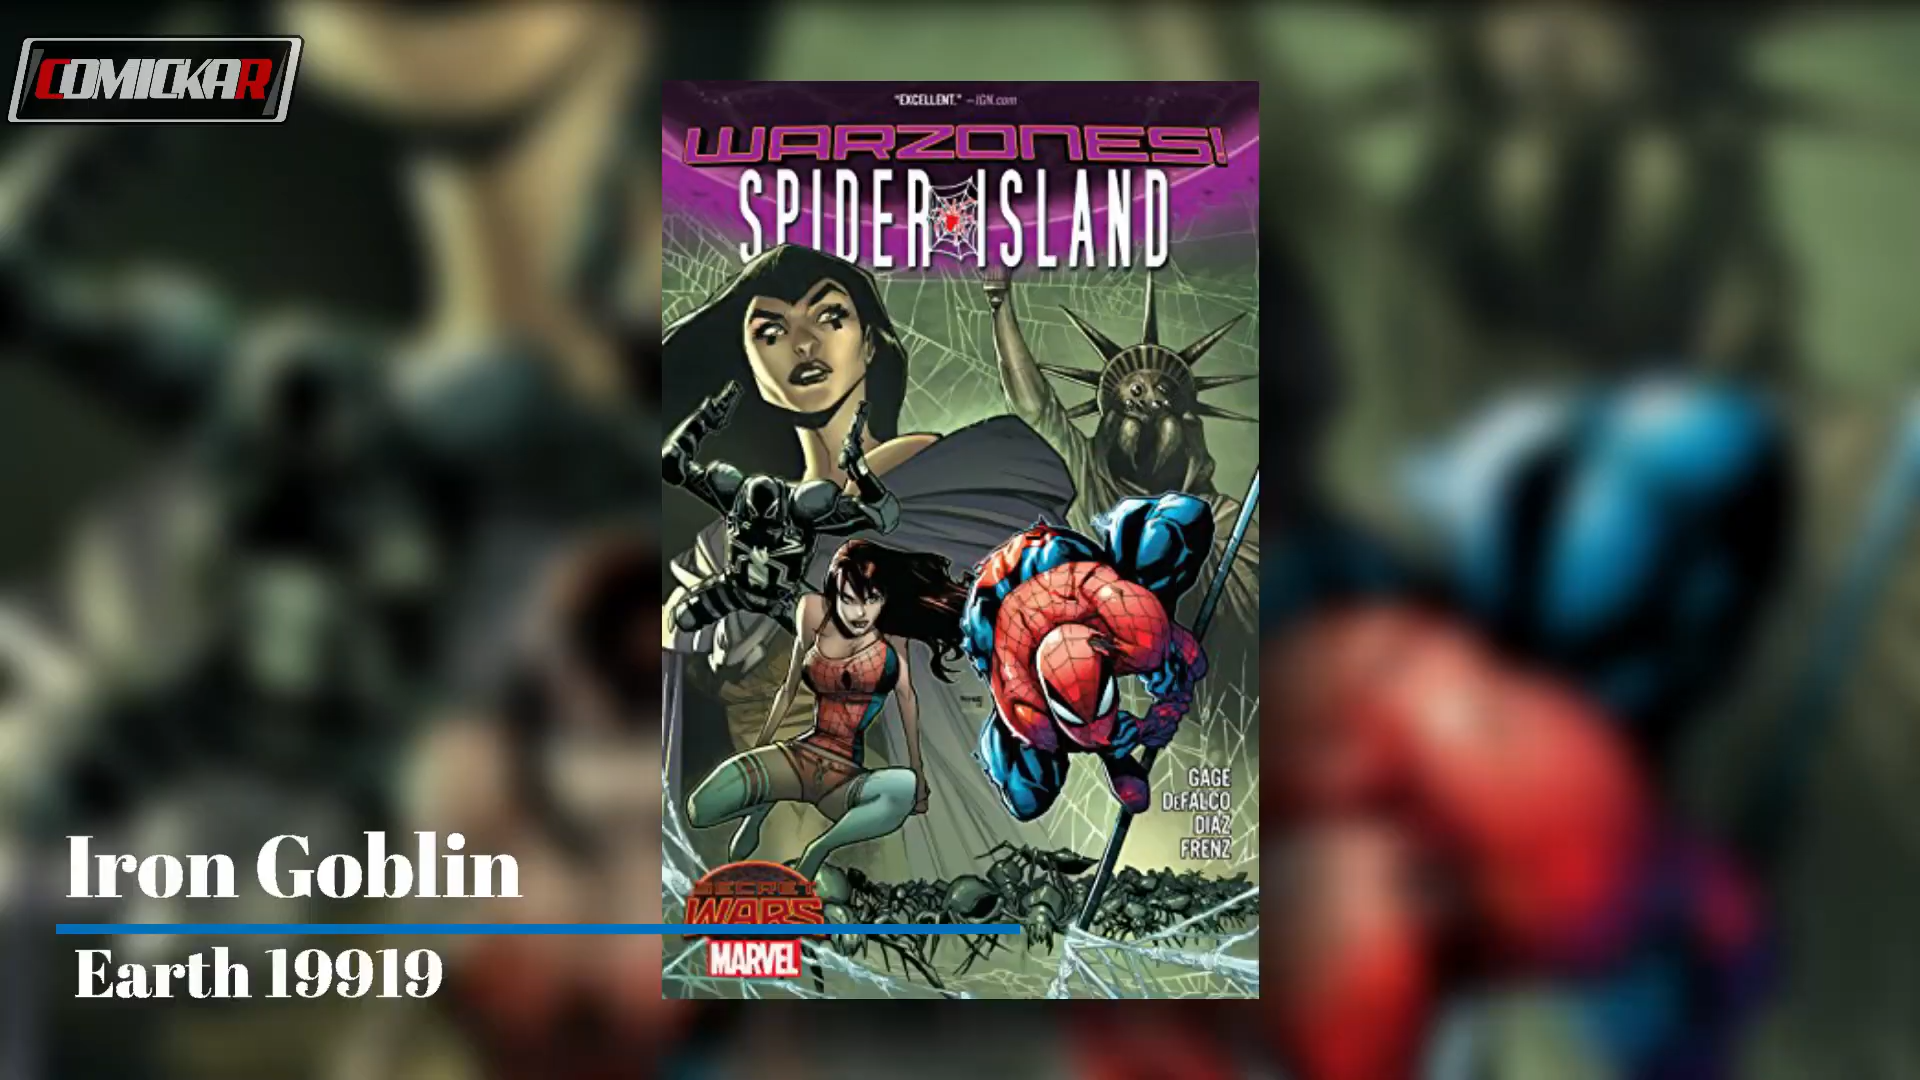 COMICKAR
"EXCELLENT." —IGN.com
WARZONES!
SPIDER ISLAND
GAGE
DeFALCO
DIAZ
FRENZ
Iron Goblin
SECRET
WARS
MARVEL
Earth 19919